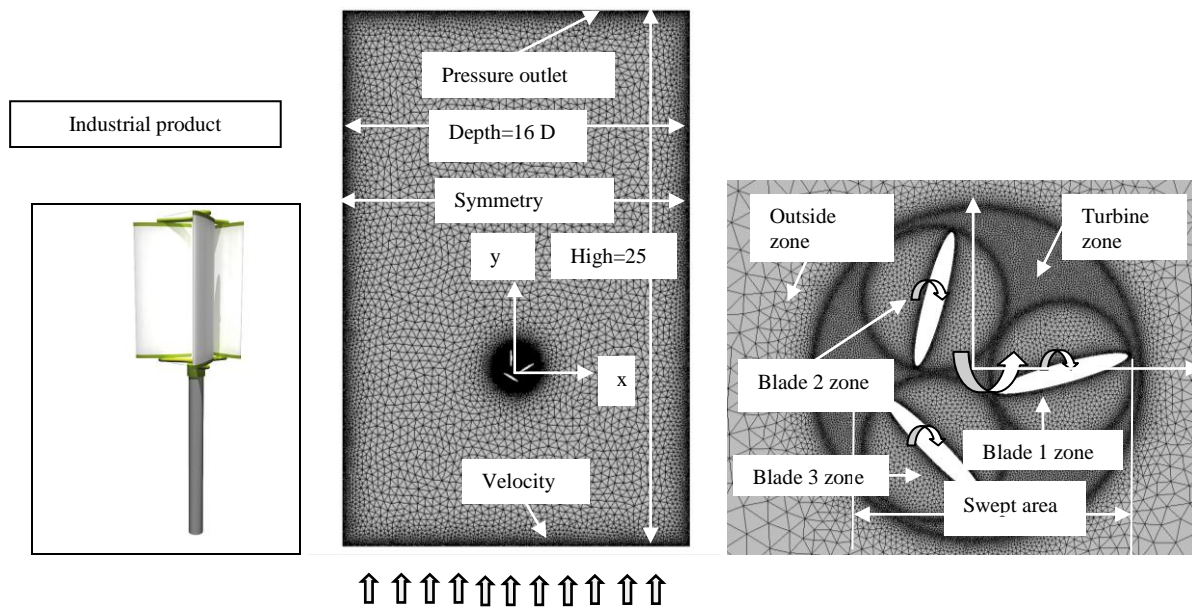 Industrial product
Pressure outlet
Depth=16 D
Symmetry
y
High=25
x
Velocity
Outside
zone
Turbine
zone
Blade 2 zone
Blade 1 zone
Blade 3 zone
Swept area